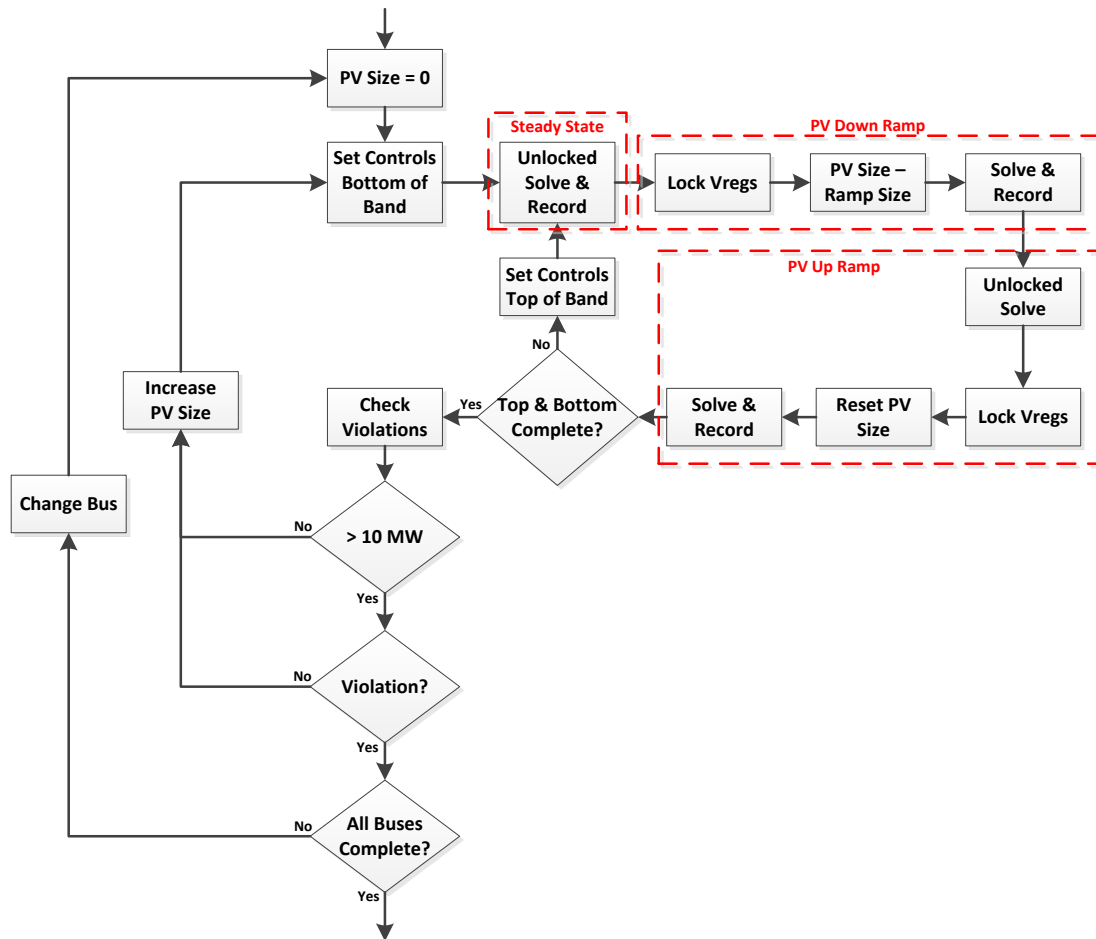 PV Size = 0
Set Controls
Bottom of
Band
Steady State
Unlocked
Solve &
Record
PV Down Ramp
Lock Vregs
PV Size –
Ramp Size
Solve &
Record
PV Up Ramp
Unlocked
Solve
Lock Vregs
Reset PV
Size
Solve &
Record
Top & Bottom
Complete?
No
Set Controls
Top of Band
Yes
Check
Violations
> 10 MW
No
Increase
PV Size
Yes
Violation?
No
Yes
All Buses
Complete?
No
Change Bus
Yes